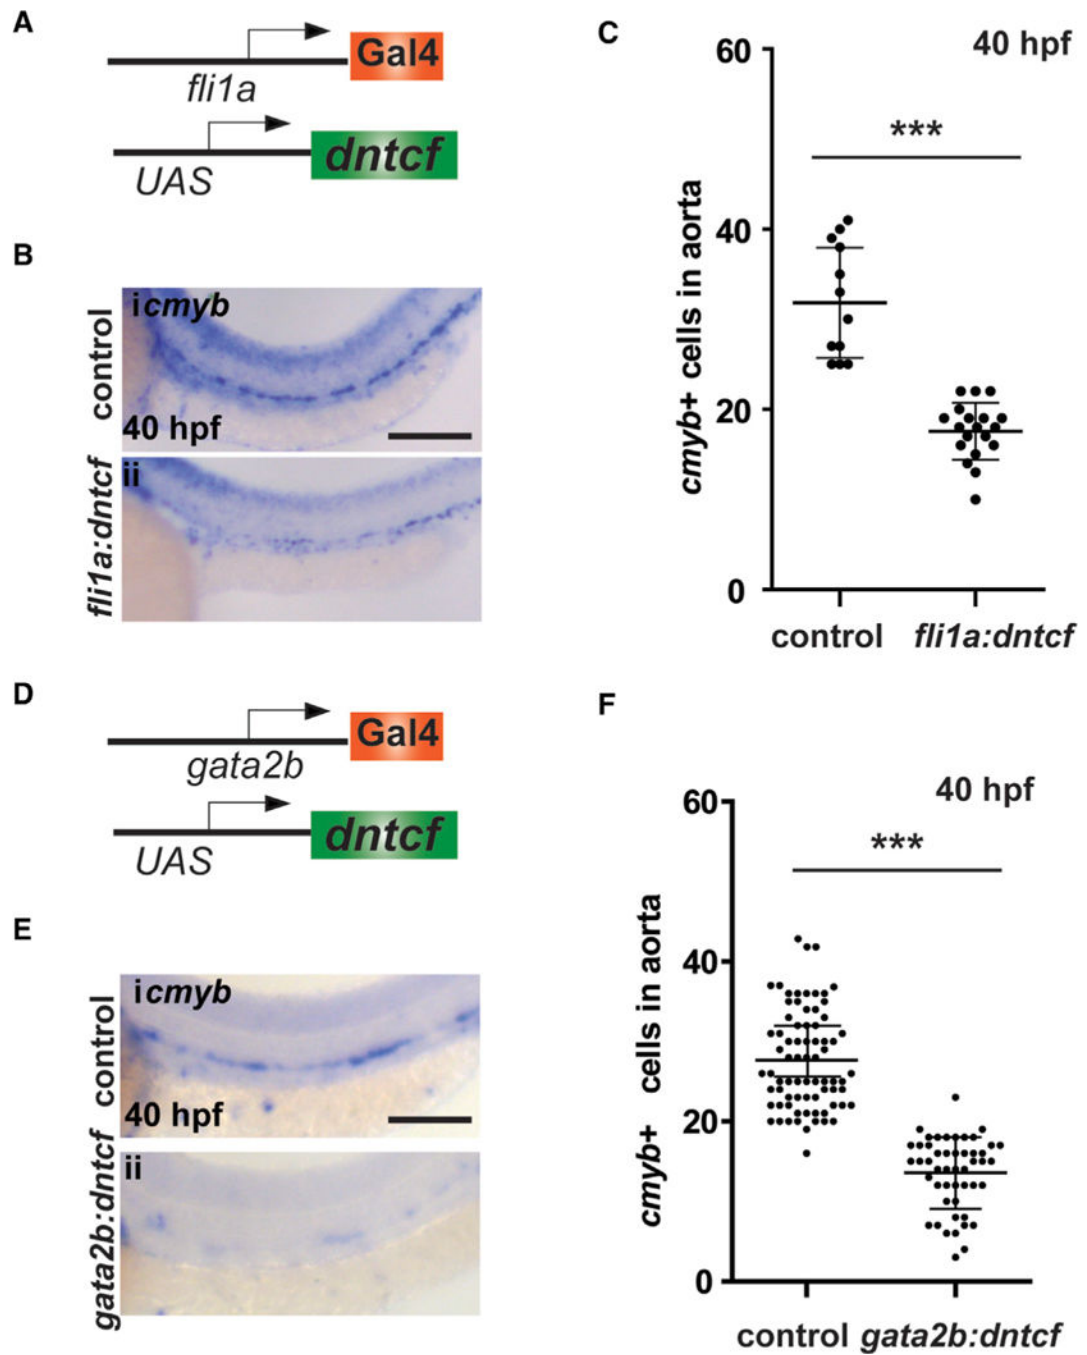 A
Gal4
fli1a
dntcf
UAS
B
control
i cmyb
40 hpf
fli1a:dntcf
ii
C
40 hpf
***
cmyb+ cells in aorta
60
40
20
0
control fli1a:dntcf
D
Gal4
gata2b
dntcf
UAS
E
control
i cmyb
40 hpf
gata2b:dntcf
ii
F
40 hpf
***
cmyb+ cells in aorta
60
40
20
0
control gata2b:dntcf